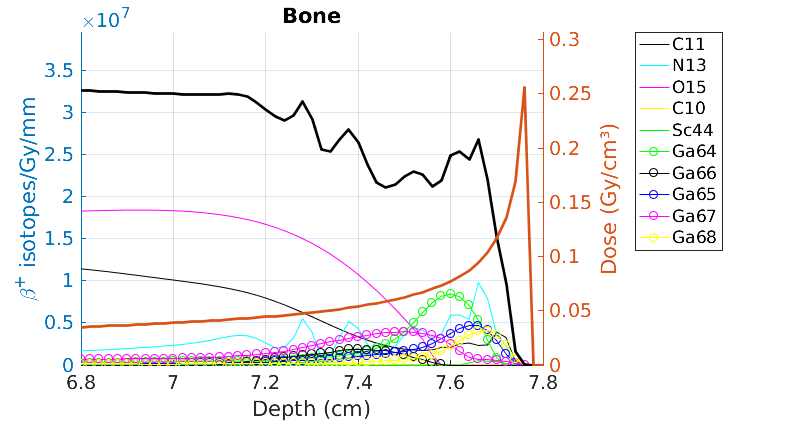 Bone
×10⁷
3.5
3
2.5
2
1.5
1
0.5
0
β⁺ isotopes/Gy/mm
6.8 7 7.2 7.4 7.6 7.8
Depth (cm)
0.3
0.25
0.2
0.15
0.1
0.05
0
Dose (Gy/cm³)
C11
N13
O15
C10
Sc44
Ga64
Ga66
Ga65
Ga67
Ga68